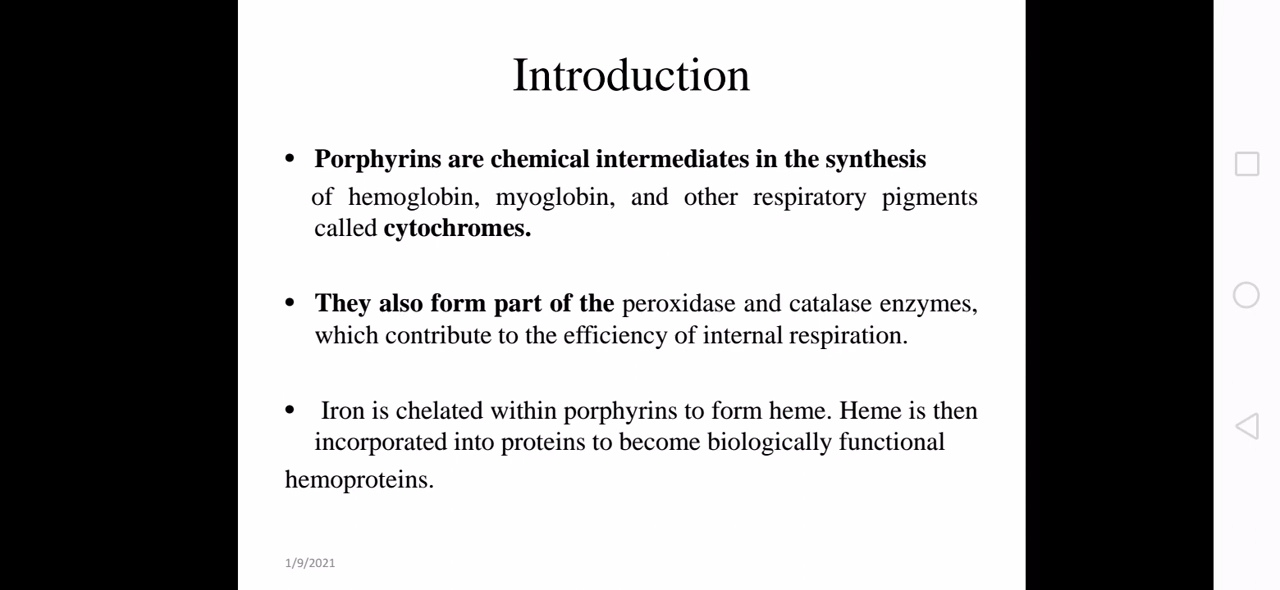 Introduction
• Porphyrins are chemical intermediates in the synthesis
of hemoglobin, myoglobin, and other respiratory pigments
called cytochromes.
• They also form part of the peroxidase and catalase enzymes,
which contribute to the efficiency of internal respiration.
• Iron is chelated within porphyrins to form heme. Heme is then
incorporated into proteins to become biologically functional
hemoproteins.
1/9/2021